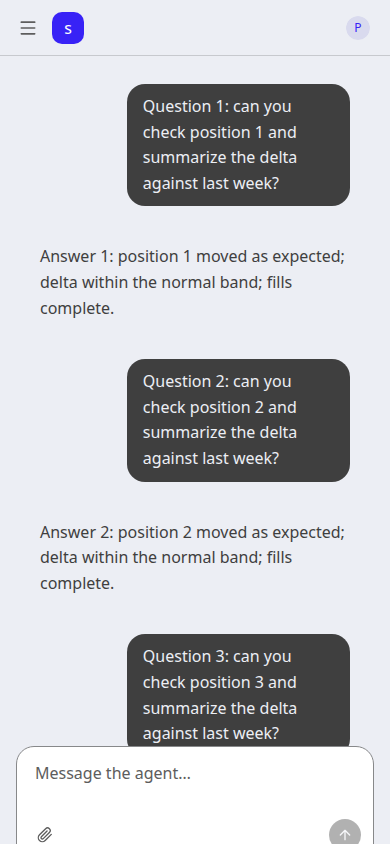 s
P
Question 1: can you
check position 1 and
summarize the delta
against last week?
Answer 1: position 1 moved as expected;
delta within the normal band; fills
complete.
Question 2: can you
check position 2 and
summarize the delta
against last week?
Answer 2: position 2 moved as expected;
delta within the normal band; fills
complete.
Question 3: can you
check position 3 and
summarize the delta
against last week?
Message the agent...